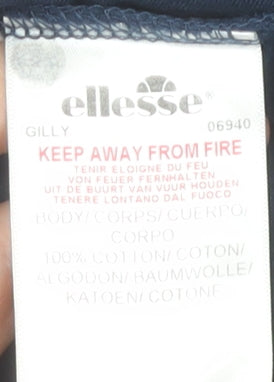 ellesse®
GILLY 06940
KEEP AWAY FROM FIRE
TENIR ELOIGNE DU FEU
VON FEUER FERNHALTEN
UIT DE BUURT VAN VUUR HOUDEN
TENERE LONTANO DAL FUOCO
BODY/ CORPS/ CUERPO/
CORPO
100% COTTON/ COTON/
ALGODON/ BAUMWOLLE/
KATOEN/ COTONE